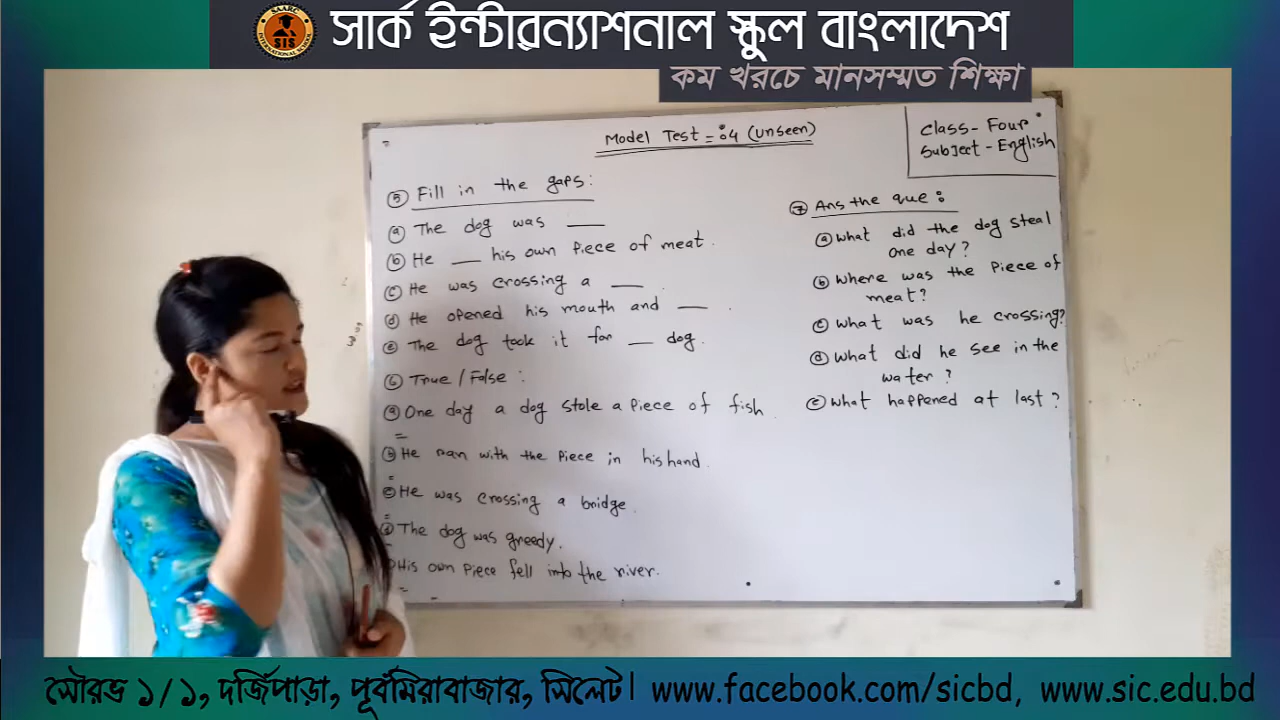 SAARC
INTERNATIONAL SCHOOL
SIS
সার্ক ইন্টারন্যাশনাল স্কুল বাংলাদেশ
কম খরচে মানসম্মত শিক্ষা
Model Test =:4 (unseen)
Class- Four
Subject - English
5 Fill in the gaps:
a The dog was ___
b He ___ his own piece of meat.
c He was crossing a ___ .
d He opened his mouth and ___ .
e The dog took it for ___ dog.
6 True / False :
a One day a dog stole a piece of fish
=
b He ran with the piece in his hand.
=
c He was crossing a bridge.
=
d The dog was greedy.
His own piece fell into the river.
=
7 Ans the que :
a What did the dog steal
one day?
b Where was the piece of
meat?
c What was he crossing?
d What did he see in the
water ?
e What happened at last ?
সৌরভ ১/১, দর্জিপাড়া, পূর্বমিরাবাজার, সিলেট। www.facebook.com/sicbd, www.sic.edu.bd